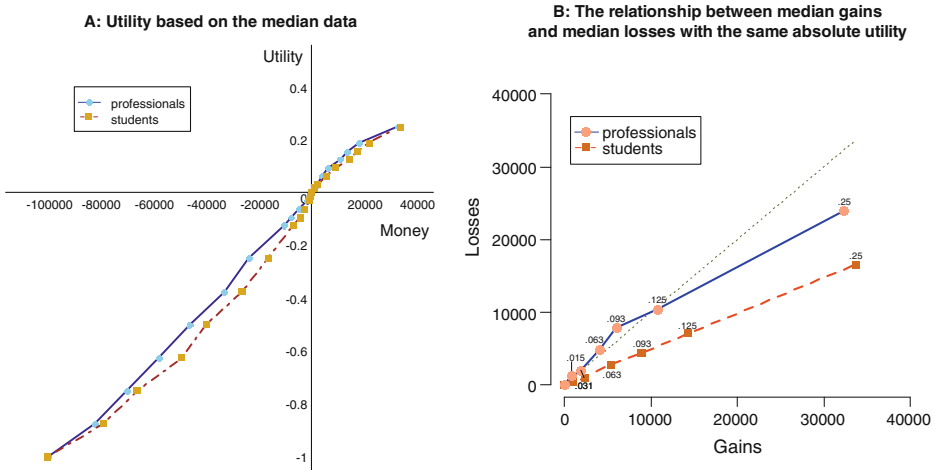 A: Utility based on the median data
Utility
0.4
professionals
students
0.2
0
-100000 -80000 -60000 -40000 -20000 20000 40000
Money
-0.2
-0.4
-0.6
-0.8
-1
B: The relationship between median gains
and median losses with the same absolute utility
40000
professionals
students
30000
Losses
.25
20000
.25
.125
10000
.093
.125
.063
.093
.015
.063
0
.031
0 10000 20000 30000 40000
Gains